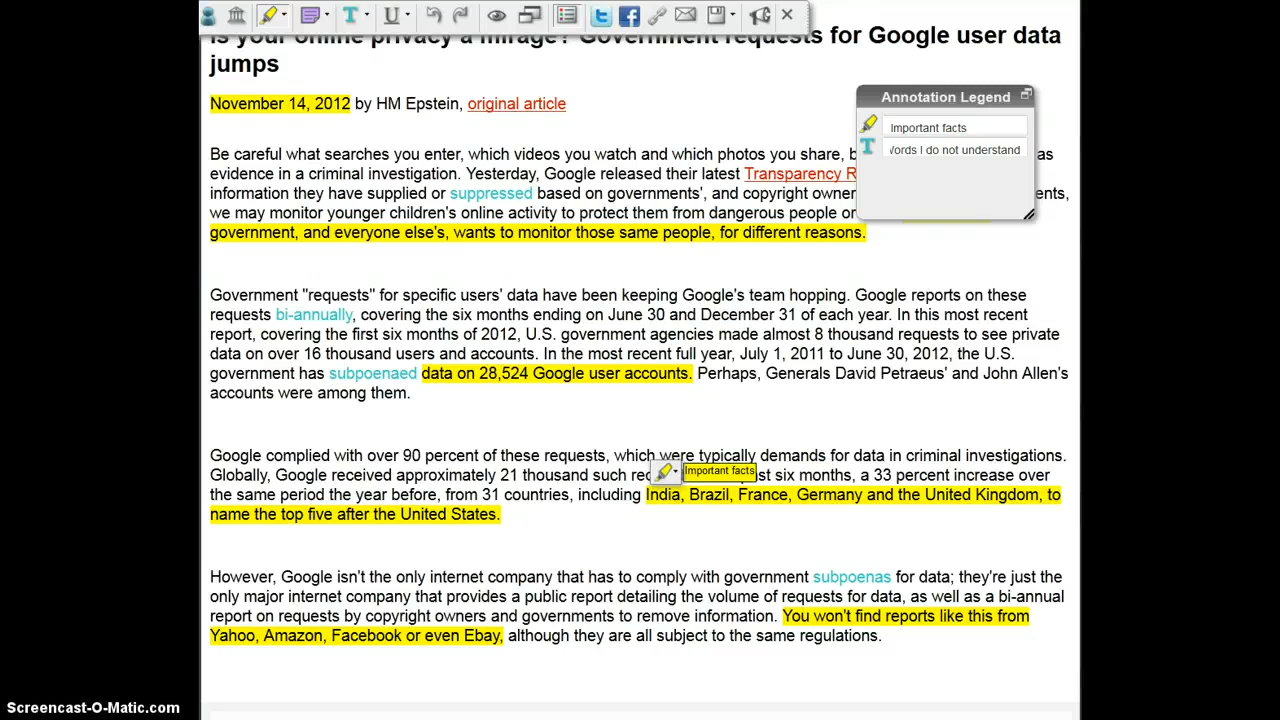 Is your online privacy a mirage? Government requests for Google user data
jumps
November 14, 2012 by HM Epstein, original article
Annotation Legend
Important facts
Words I do not understand
Be careful what searches you enter, which videos you watch and which photos you share, as
evidence in a criminal investigation. Yesterday, Google released their latest Transparency
information they have supplied or suppressed based on governments', and copyright
we may monitor younger children's online activity to protect them from dangerous people or
government, and everyone else's, wants to monitor those same people, for different reasons.
Government "requests" for specific users' data have been keeping Google's team hopping. Google reports on these
requests bi-annually, covering the six months ending on June 30 and December 31 of each year. In this most recent
report, covering the first six months of 2012, U.S. government agencies made almost 8 thousand requests to see private
data on over 16 thousand users and accounts. In the most recent full year, July 1, 2011 to June 30, 2012, the U.S.
government has subpoenaed data on 28,524 Google user accounts. Perhaps, Generals David Petraeus' and John Allen's
accounts were among them.
Google complied with over 90 percent of these requests, which were typically demands for data in criminal investigations.
Globally, Google received approximately 21 thousand such six months, a 33 percent increase over
Important facts
the same period the year before, from 31 countries, including India, Brazil, France, Germany and the United Kingdom, to
name the top five after the United States.
However, Google isn't the only internet company that has to comply with government subpoenas for data; they're just the
only major internet company that provides a public report detailing the volume of requests for data, as well as a bi-annual
report on requests by copyright owners and governments to remove information. You won't find reports like this from
Yahoo, Amazon, Facebook or even Ebay, although they are all subject to the same regulations.
Screencast-O-Matic.com